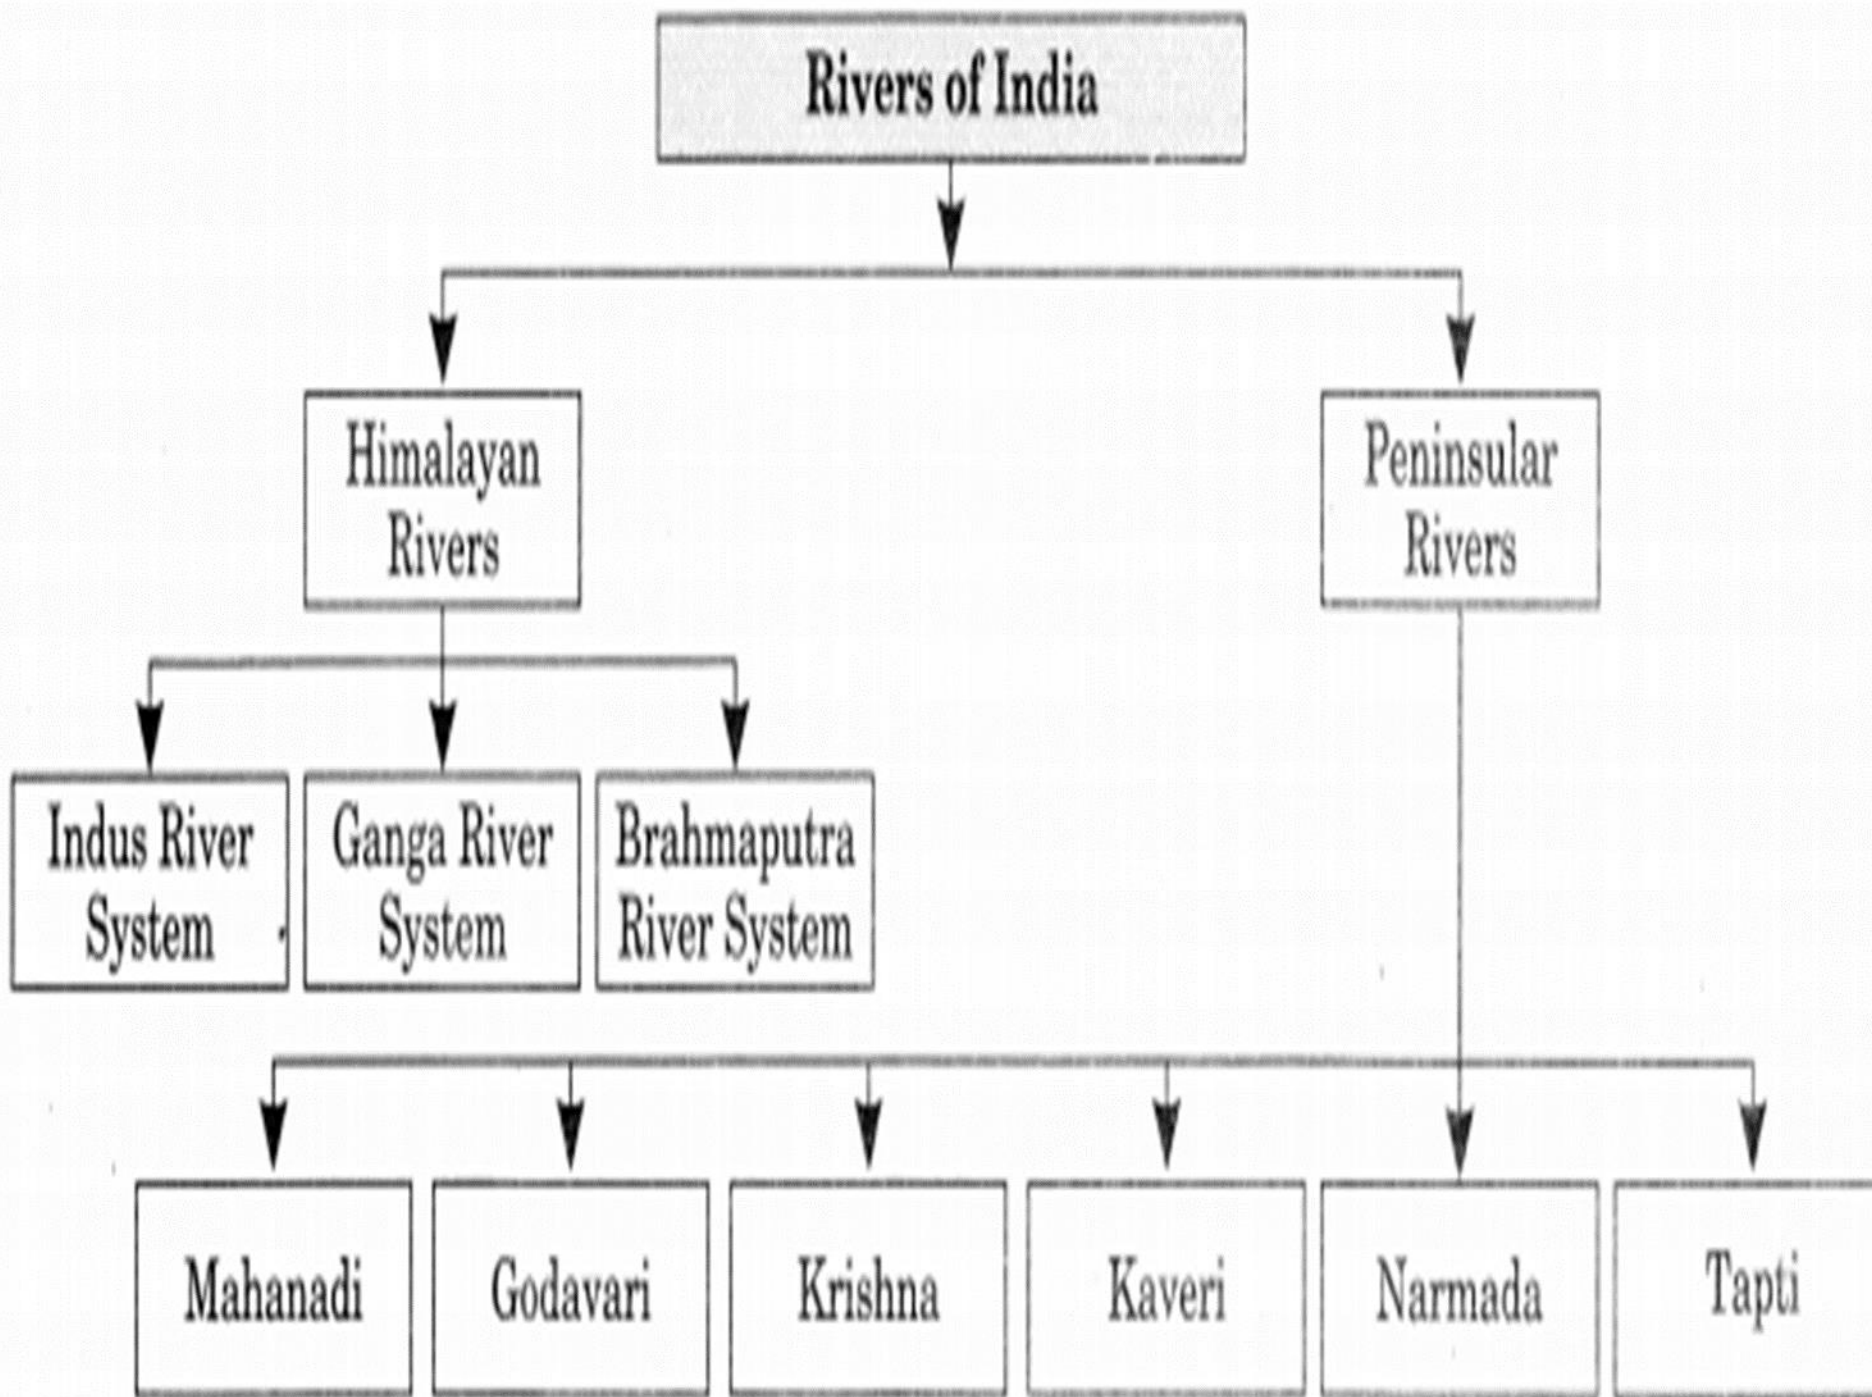 Rivers of India
Himalayan
Rivers
Peninsular
Rivers
Indus River
System
Ganga River
System
Brahmaputra
River System
Mahanadi
Godavari
Krishna
Kaveri
Narmada
Tapti